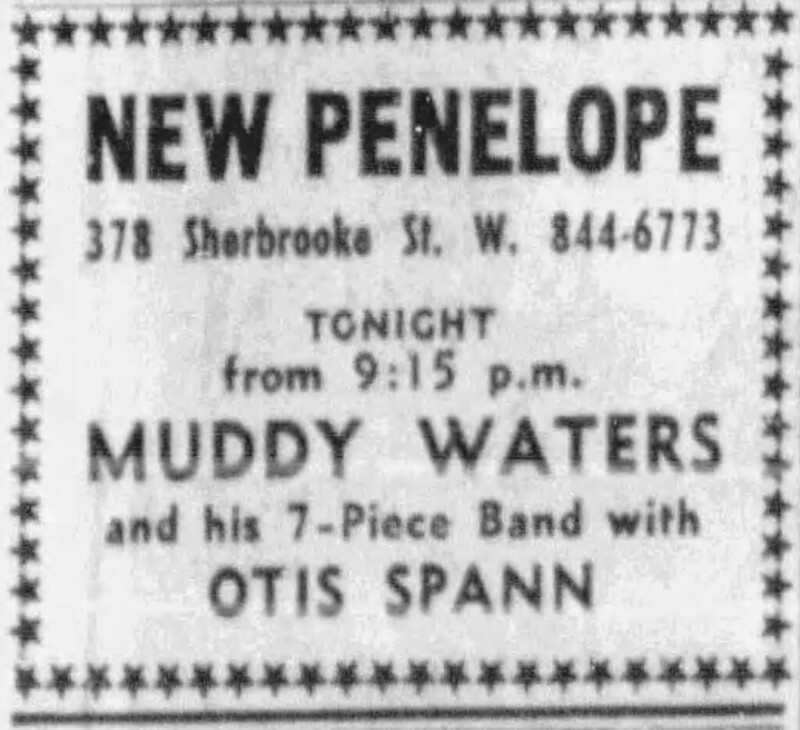 NEW PENELOPE
378 Sherbrooke St. W. 844-6773
TONIGHT
from 9:15 p.m.
MUDDY WATERS
and his 7-Piece Band with
OTIS SPANN